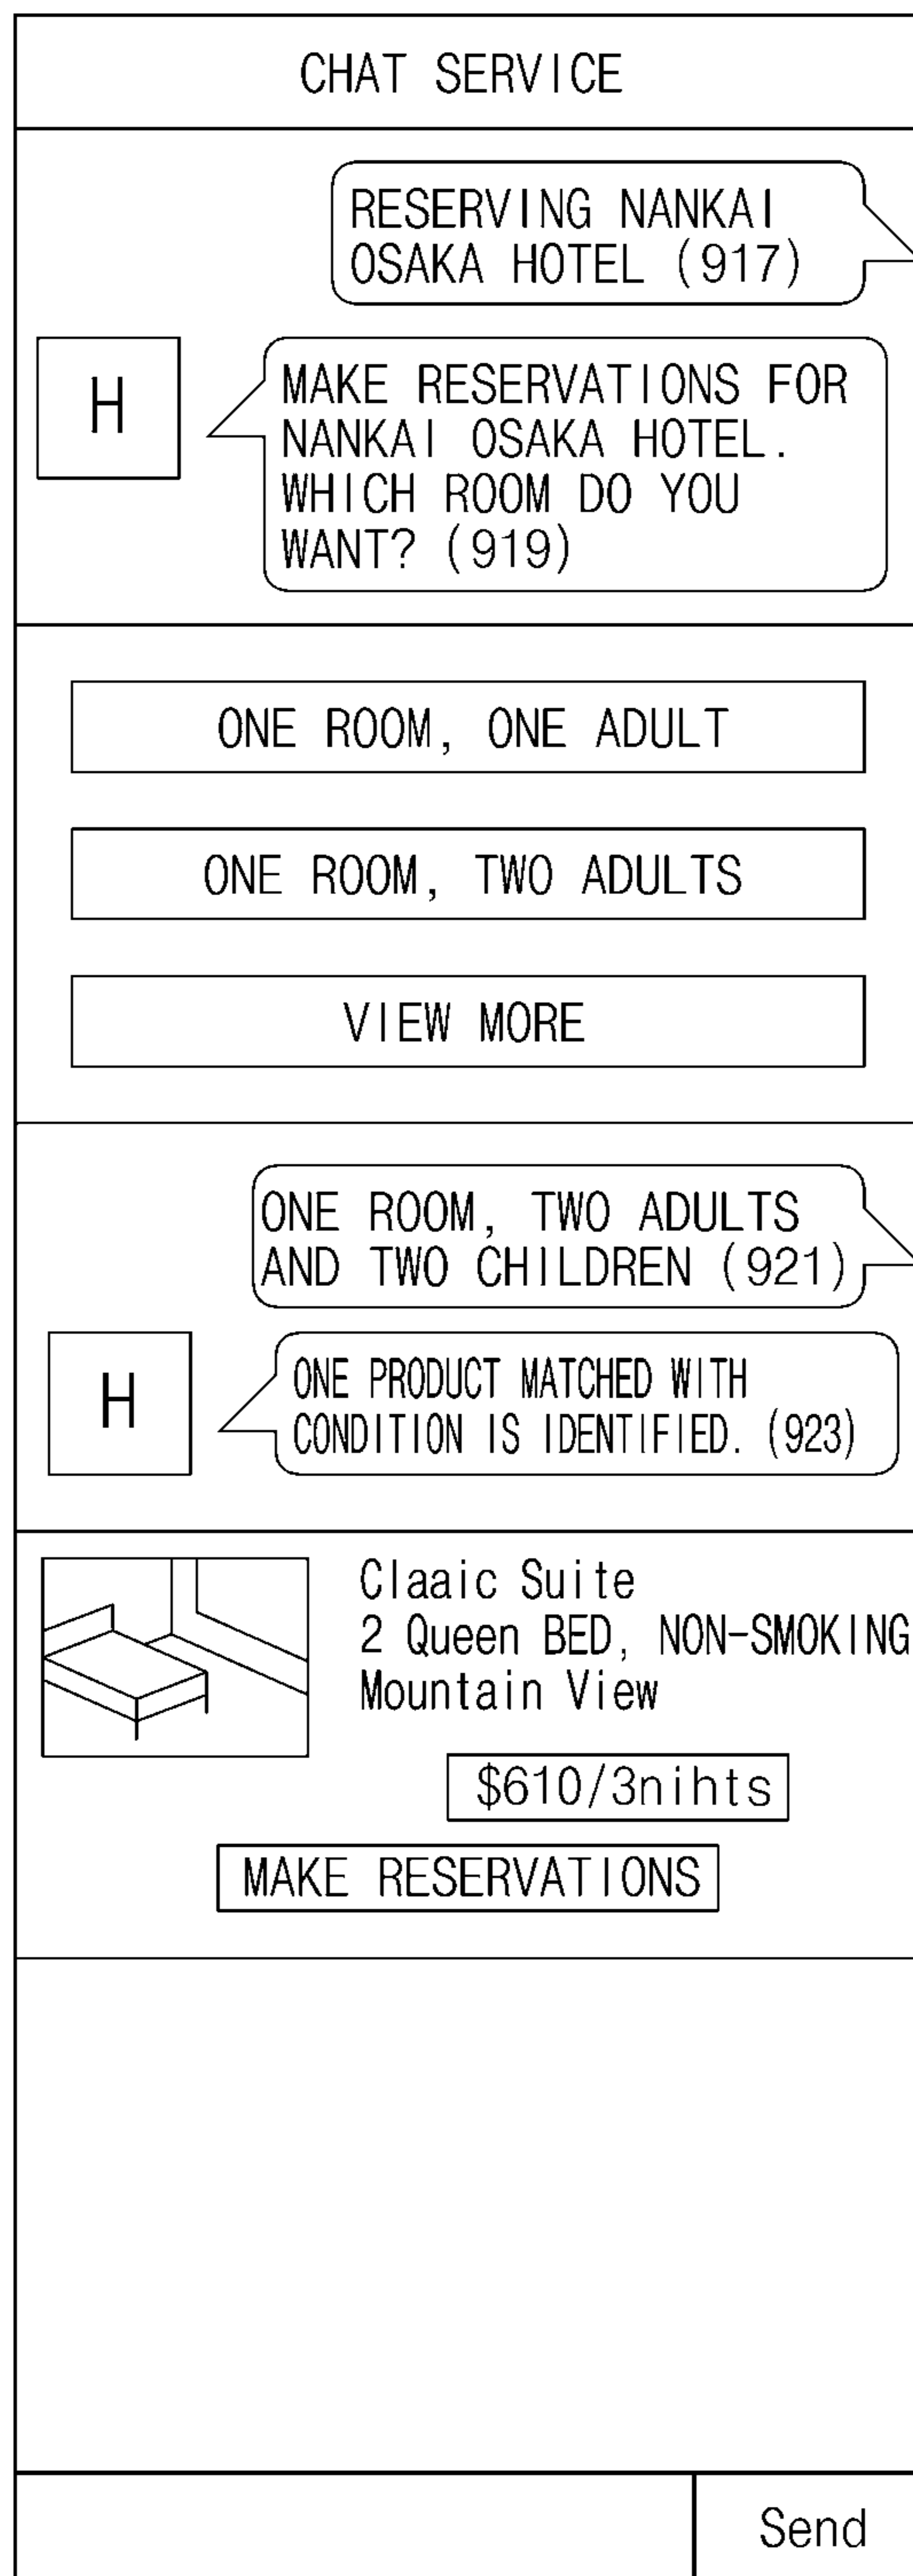 CHAT SERVICE
RESERVING NANKAI
OSAKA HOTEL (917)
H
MAKE RESERVATIONS FOR
NANKAI OSAKA HOTEL.
WHICH ROOM DO YOU
WANT? (919)
ONE ROOM, ONE ADULT
ONE ROOM, TWO ADULTS
VIEW MORE
ONE ROOM, TWO ADULTS
AND TWO CHILDREN (921)
H
ONE PRODUCT MATCHED WITH
CONDITION IS IDENTIFIED. (923)
Claaic Suite
2 Queen BED, NON-SMOKING
Mountain View
$610/3nihts
MAKE RESERVATIONS
Send